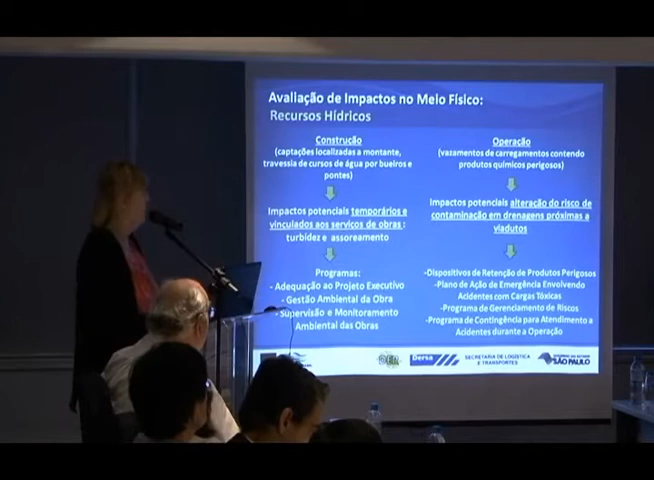 Avaliação de Impactos no Meio Físico:
Recursos Hídricos
Construção
(captações localizadas a montante,
travessia de cursos de água por bueiros e
pontes)
Impactos potenciais temporários e
vinculados aos serviços de obras:
turbidez e assoreamento
Programas:
- Adequação ao Projeto Executivo
- Gestão Ambiental da Obra
Supervisão e Monitoramento
Ambiental das Obras
Operação
(vazamentos de carregamentos contendo
produtos químicos perigosos)
Impactos potenciais alteração do risco de
contaminação em drenagens próximas a
viadutos
-Dispositivos de Retenção de Produtos Perigosos
-Plano de Ação de Emergência Envolvendo
Acidentes com Cargas Tóxicas
-Programa de Gerenciamento de Riscos
-Programa de Contingência para Atendimento a
Acidentes durante a Operação
DER
Dersa
SECRETARIA DE LOGÍSTICA
E TRANSPORTES
GOVERNO DO ESTADO
SÃO PAULO